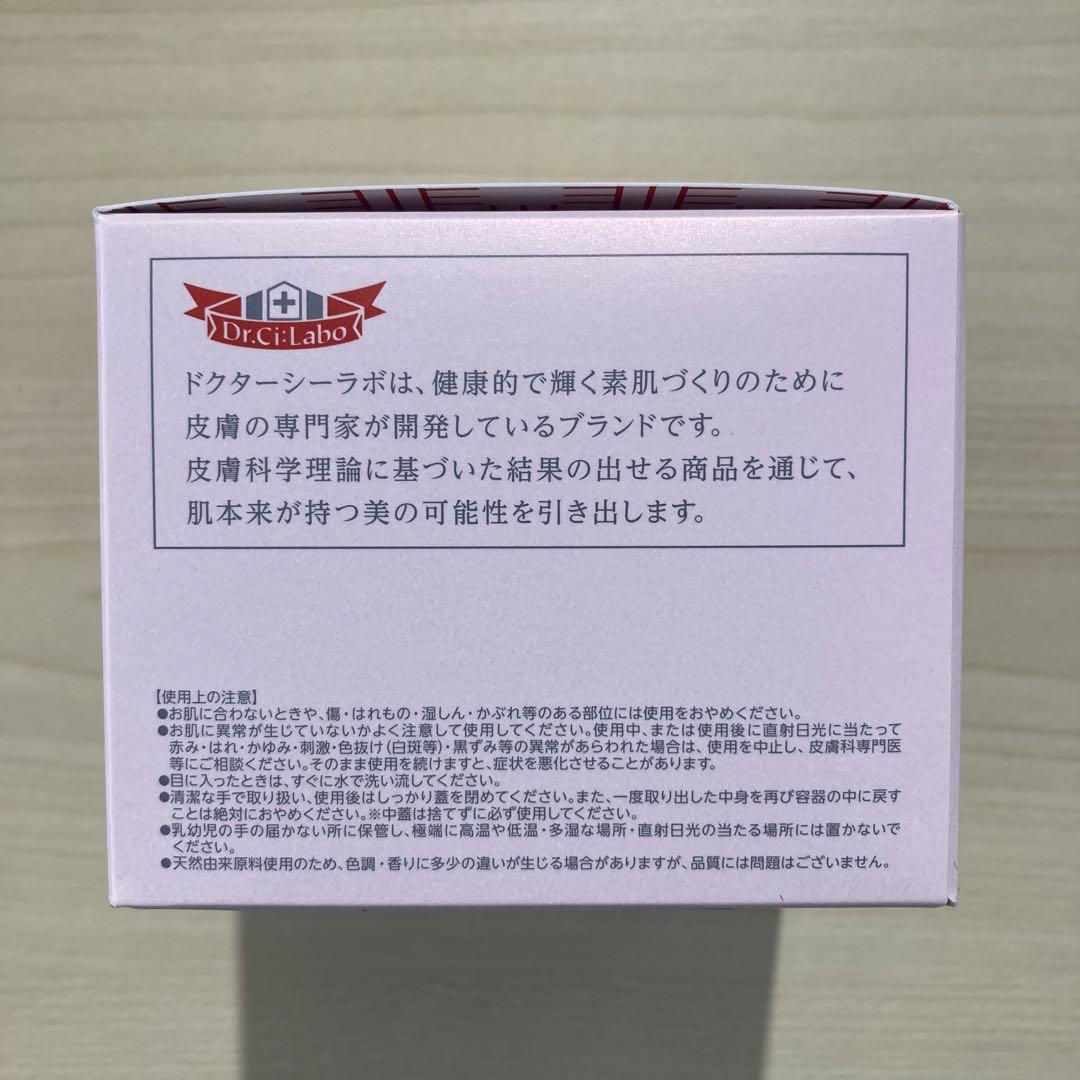 Dr.Ci:Labo
ドクターシーラボは、健康的で輝く素肌づくりのために
皮膚の専門家が開発しているブランドです。
皮膚科学理論に基づいた結果の出せる商品を通じて、
肌本来が持つ美の可能性を引き出します。
【使用上の注意】
●お肌に合わないときや、傷・はれもの・湿しん・かぶれ等のある部位には使用をおやめください。
●お肌に異常が生じていないかよく注意して使用してください。使用中、または使用後に直射日光に当たって
赤み・はれ・かゆみ・刺激・色抜け(白斑等)・黒ずみ等の異常があらわれた場合は、使用を中止し、皮膚科専門医
等にご相談ください。そのまま使用を続けますと、症状を悪化させることがあります。
●目に入ったときは、すぐに水で洗い流してください。
●清潔な手で取り扱い、使用後はしっかり蓋を閉めてください。また、一度取り出した中身を再び容器の中に戻す
ことは絶対におやめください。※中蓋は捨てずに必ず使用してください。
●乳幼児の手の届かない所に保管し、極端に高温や低温・多湿な場所・直射日光の当たる場所には置かないで
ください。
●天然由来原料使用のため、色調・香りに多少の違いが生じる場合がありますが、品質には問題はございません。